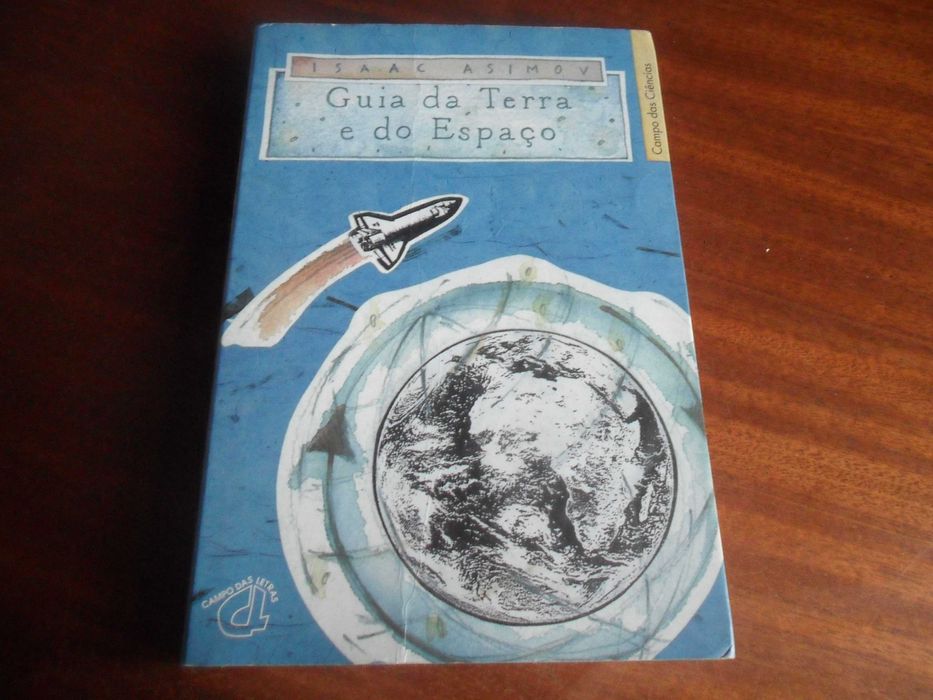 ISAAC ASIMOV
Guia da Terra
e do Espaço
Campo das Ciências
CAMPO DAS LETRAS